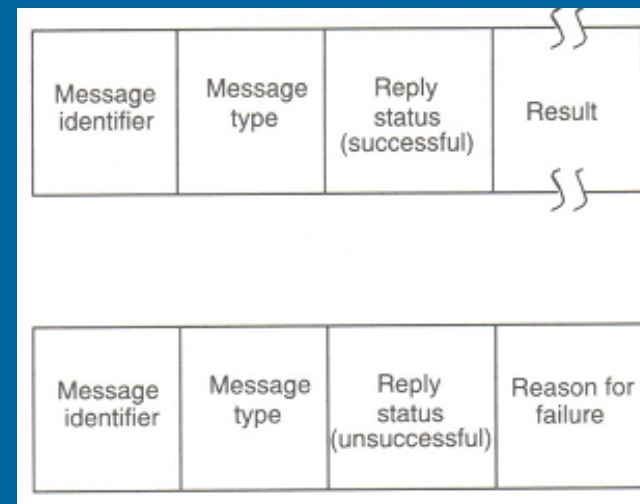 Message
identifier
Message
type
Reply
status
(successful)
Result
Message
identifier
Message
type
Reply
status
(unsuccessful)
Reason for
failure